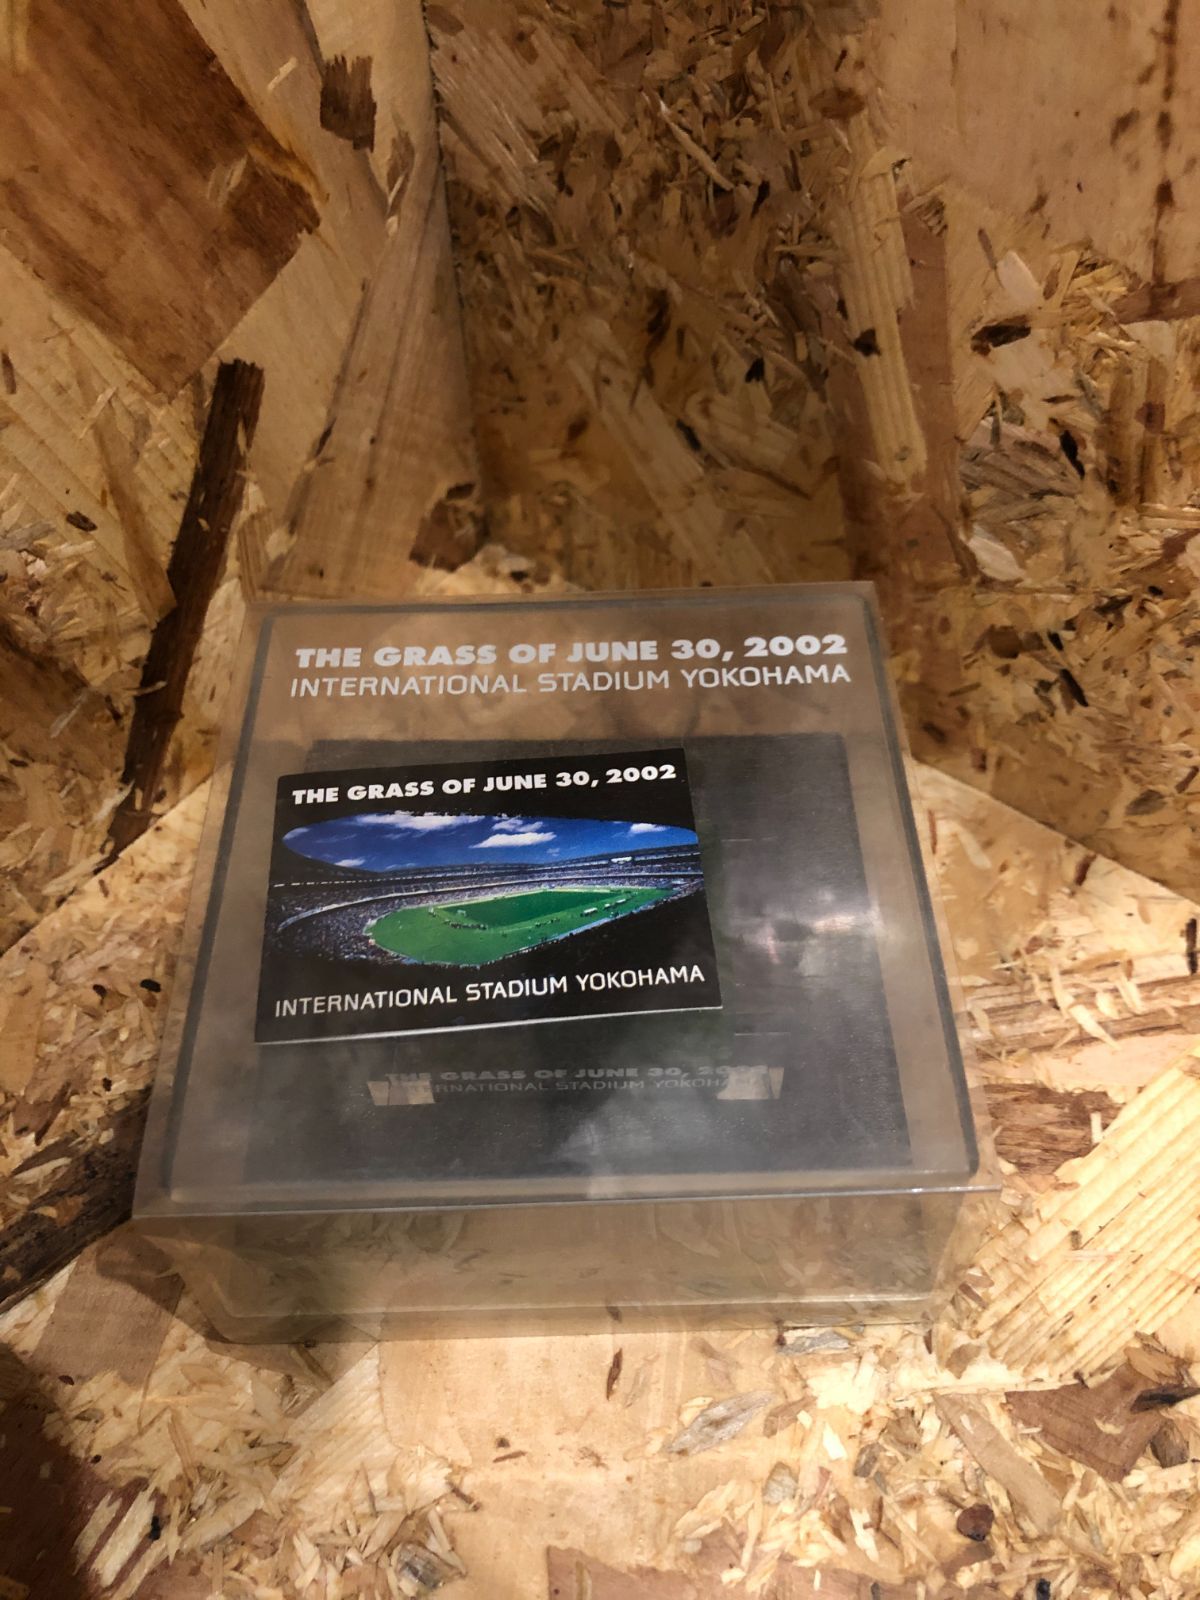 THE GRASS OF JUNE 30, 2002
INTERNATIONAL STADIUM YOKOHAMA
THE GRASS OF JUNE 30, 2002
INTERNATIONAL STADIUM YOKOHAMA